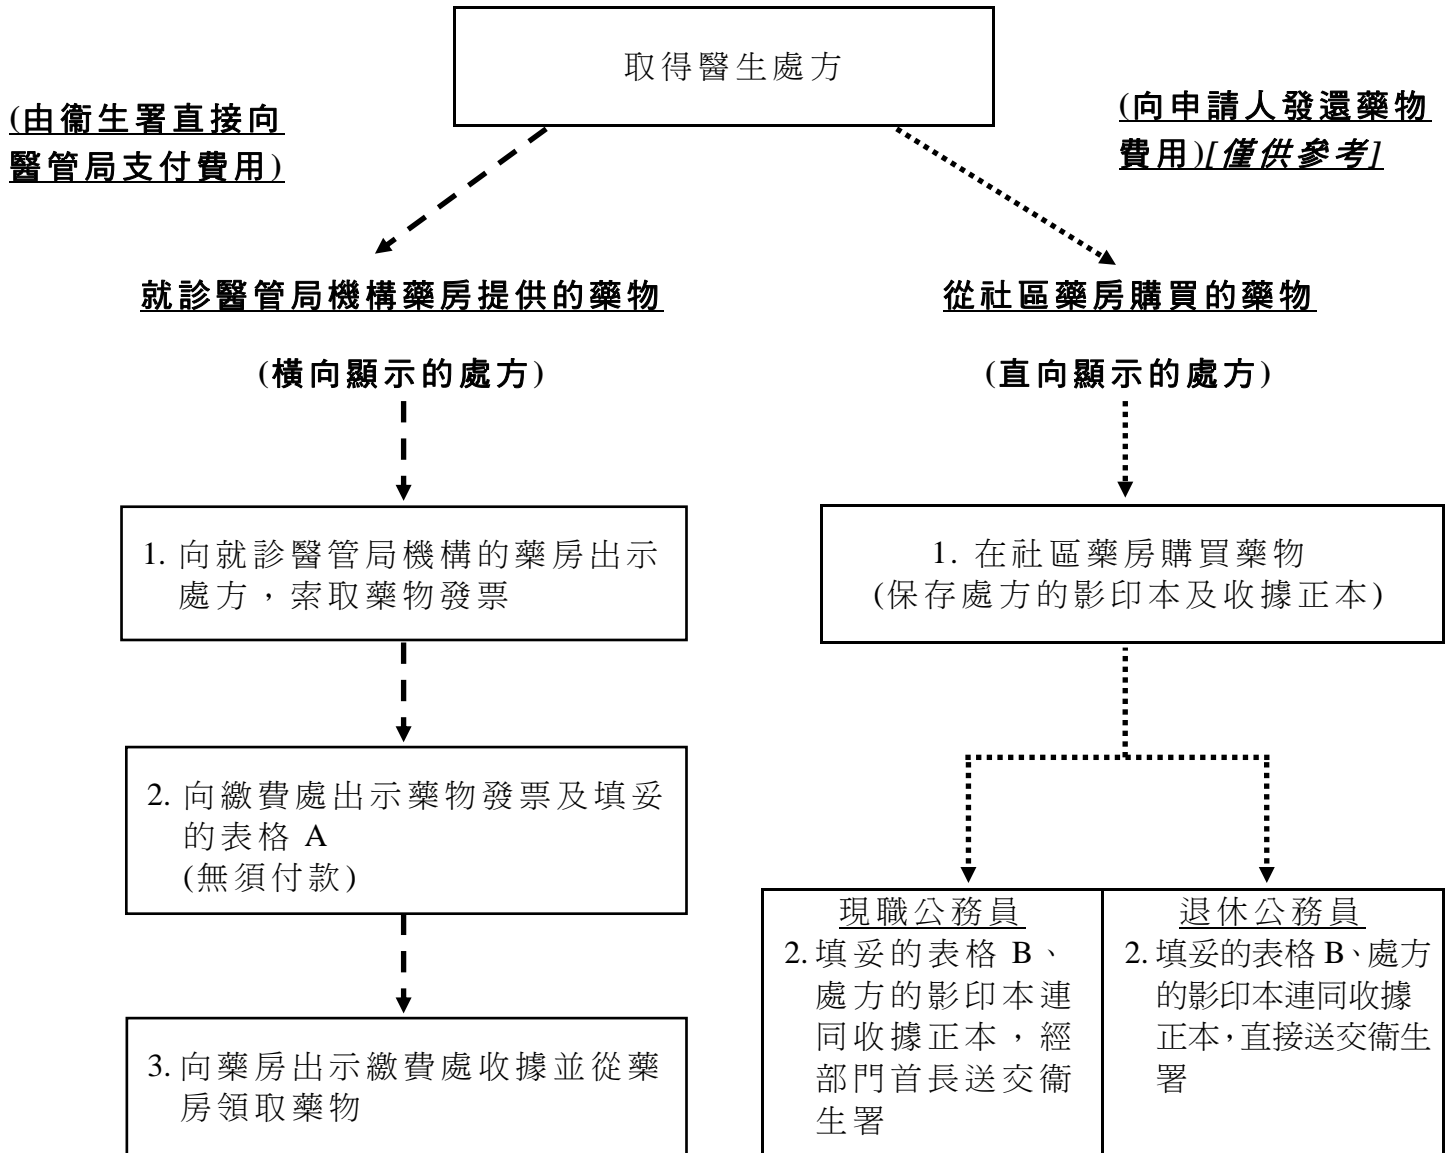 取得醫生處方
(由衞生署直接向
醫管局支付費用)
(向申請人發還藥物
費用)[僅供參考]
就診醫管局機構藥房提供的藥物
(橫向顯示的處方)
1. 向就診醫管局機構的藥房出示
處方，索取藥物發票
2. 向繳費處出示藥物發票及填妥
的表格 A
(無須付款)
3. 向藥房出示繳費處收據並從藥
房領取藥物
從社區藥房購買的藥物
(直向顯示的處方)
1. 在社區藥房購買藥物
(保存處方的影印本及收據正本)
現職公務員
2. 填妥的表格 B、
處方的影印本連
同收據正本，經
部門首長送交衞
生署
退休公務員
2. 填妥的表格 B、處方
的影印本連同收據
正本，直接送交衞生
署